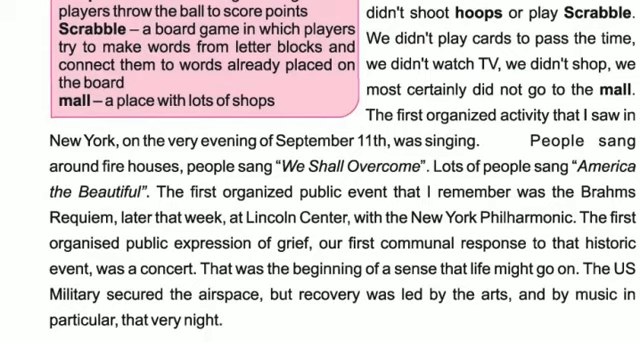 players throw the ball to score points
Scrabble – a board game in which players
try to make words from letter blocks and
connect them to words already placed on
the board
mall – a place with lots of shops
didn't shoot hoops or play Scrabble.
We didn't play cards to pass the time,
we didn't watch TV, we didn't shop, we
most certainly did not go to the mall.
The first organized activity that I saw in
New York, on the very evening of September 11th, was singing. People sang
around fire houses, people sang “We Shall Overcome”. Lots of people sang “America
the Beautiful”. The first organized public event that I remember was the Brahms
Requiem, later that week, at Lincoln Center, with the New York Philharmonic. The first
organised public expression of grief, our first communal response to that historic
event, was a concert. That was the beginning of a sense that life might go on. The US
Military secured the airspace, but recovery was led by the arts, and by music in
particular, that very night.